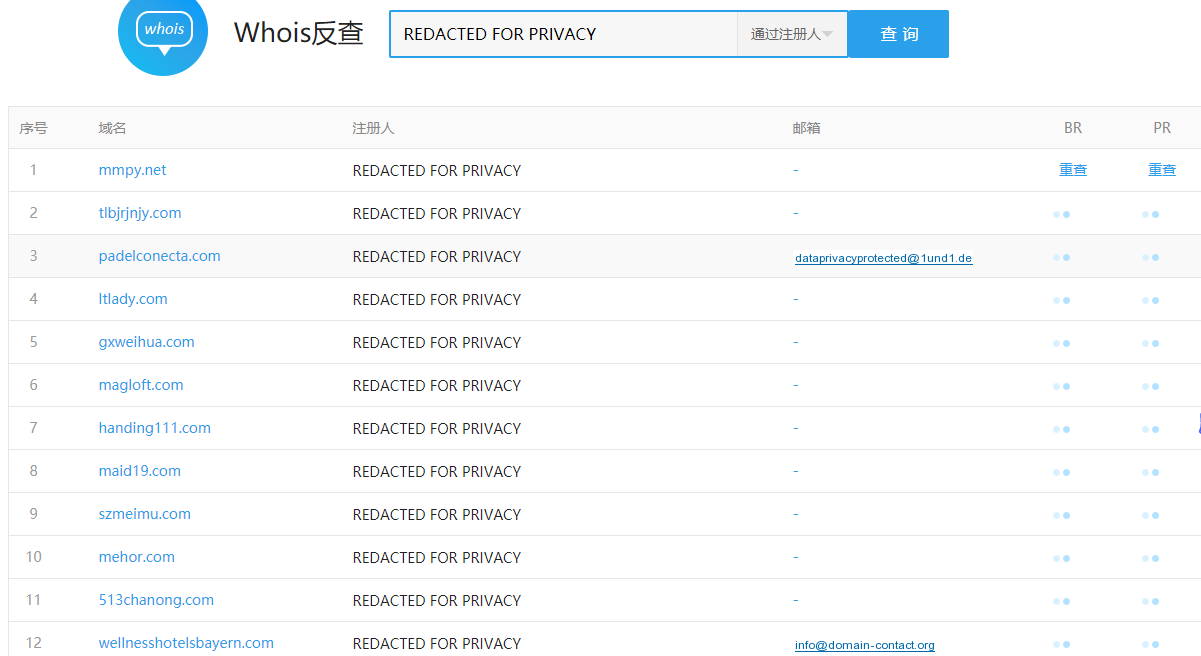 whois Whois反查 REDACTED FOR PRIVACY 通过注册人 查 询
序号 域名 注册人 邮箱 BR PR
1 mmpy.net REDACTED FOR PRIVACY - 重查 重查
2 tlbjrjnjy.com REDACTED FOR PRIVACY -
3 padelconecta.com REDACTED FOR PRIVACY dataprivacyprotected@1und1.de
4 ltlady.com REDACTED FOR PRIVACY -
5 gxweihua.com REDACTED FOR PRIVACY -
6 magloft.com REDACTED FOR PRIVACY -
7 handing111.com REDACTED FOR PRIVACY -
8 maid19.com REDACTED FOR PRIVACY -
9 szmeimu.com REDACTED FOR PRIVACY -
10 mehor.com REDACTED FOR PRIVACY -
11 513chanong.com REDACTED FOR PRIVACY -
12 wellnesshotelsbayern.com REDACTED FOR PRIVACY info@domain-contact.org